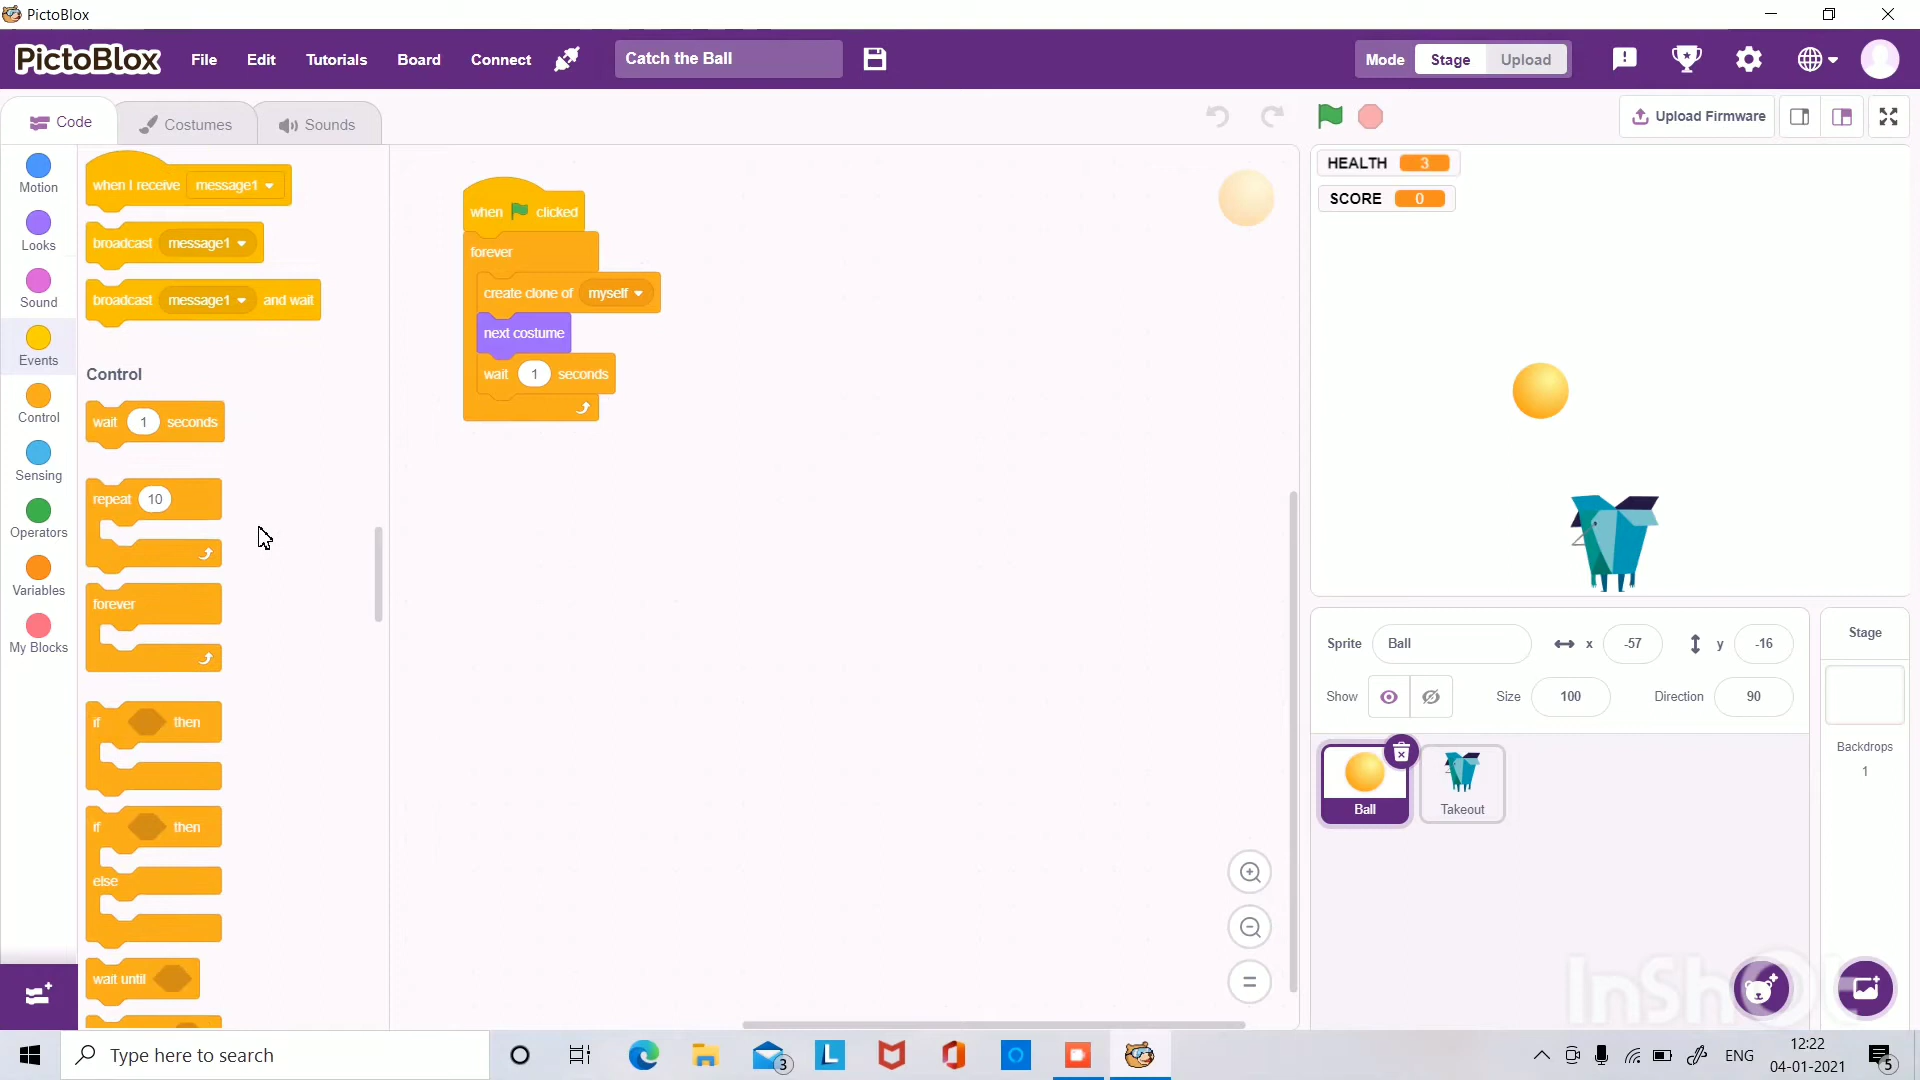 PictoBlox
PictoBlox File Edit Tutorials Board Connect Catch the Ball Mode Stage Upload
Code Costumes Sounds Upload Firmware
Motion
Looks
Sound
Events
Control
Sensing
Operators
Variables
My Blocks
when I receive message1
broadcast message1
broadcast message1 and wait
Control
wait 1 seconds
repeat 10
forever
if then
if then
else
wait until
when clicked
forever
create clone of myself
next costume
wait 1 seconds
HEALTH 3
SCORE 0
Sprite Ball x -57 y -16
Show Size 100 Direction 90
Ball
Takeout
Stage
Backdrops
1
InShOt
Type here to search
3
L
ENG
12:22
04-01-2021
5